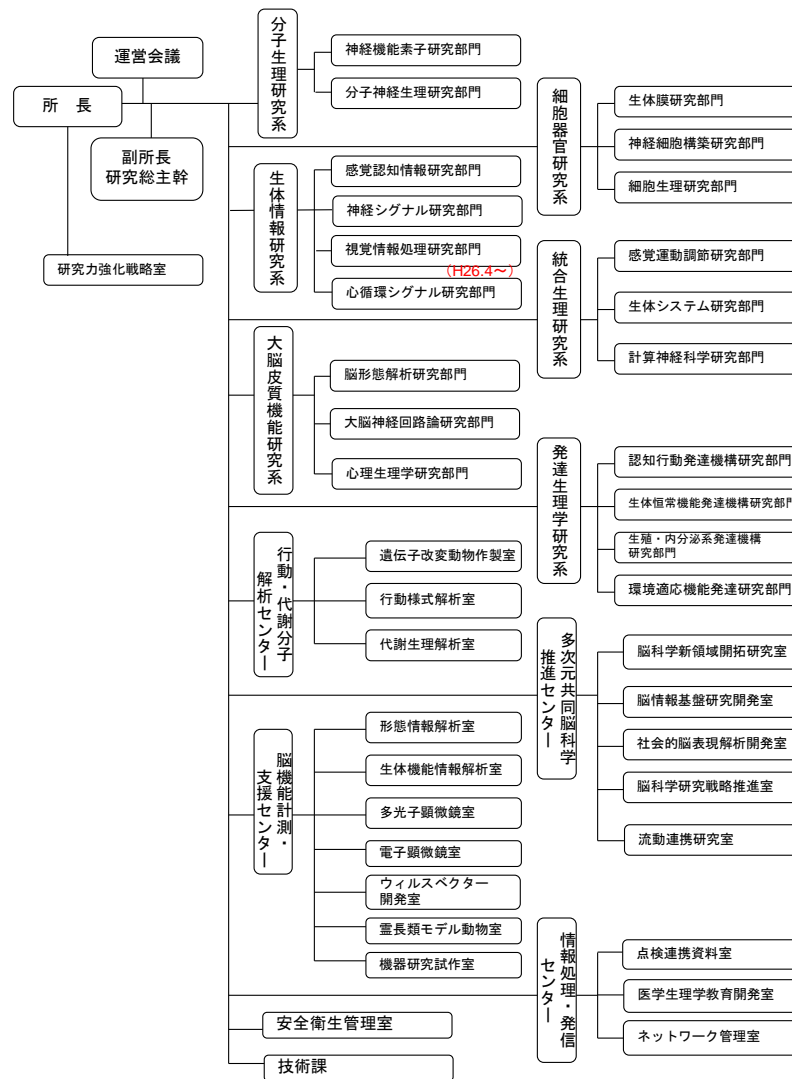 運営会議
所　長
副所長
研究総主幹
研究力強化戦略室
分子生理研究系
神経機能素子研究部門
分子神経生理研究部門
細胞器官研究系
生体膜研究部門
神経細胞構築研究部門
細胞生理研究部門
生体情報研究系
感覚認知情報研究部門
神経シグナル研究部門
視覚情報処理研究部門
（H26.4～）
心循環シグナル研究部門
統合生理研究系
感覚運動調節研究部門
生体システム研究部門
計算神経科学研究部門
大脳皮質機能研究系
脳形態解析研究部門
大脳神経回路論研究部門
心理生理学研究部門
発達生理学研究系
認知行動発達機構研究部門
生体恒常機能発達機構研究部門
生殖・内分泌系発達機構
研究部門
環境適応機能発達研究部門
行動・代謝分子
解析センター
遺伝子改変動物作製室
行動様式解析室
代謝生理解析室
多次元共同脳科学
推進センター
脳科学新領域開拓研究室
脳情報基盤研究開発室
社会的脳表現解析開発室
脳科学研究戦略推進室
流動連携研究室
脳機能計測・
支援センター
形態情報解析室
生体機能情報解析室
多光子顕微鏡室
電子顕微鏡室
ウィルスベクター
開発室
霊長類モデル動物室
機器研究試作室
情報処理・発信
センター
点検連携資料室
医学生理学教育開発室
ネットワーク管理室
安全衛生管理室
技術課